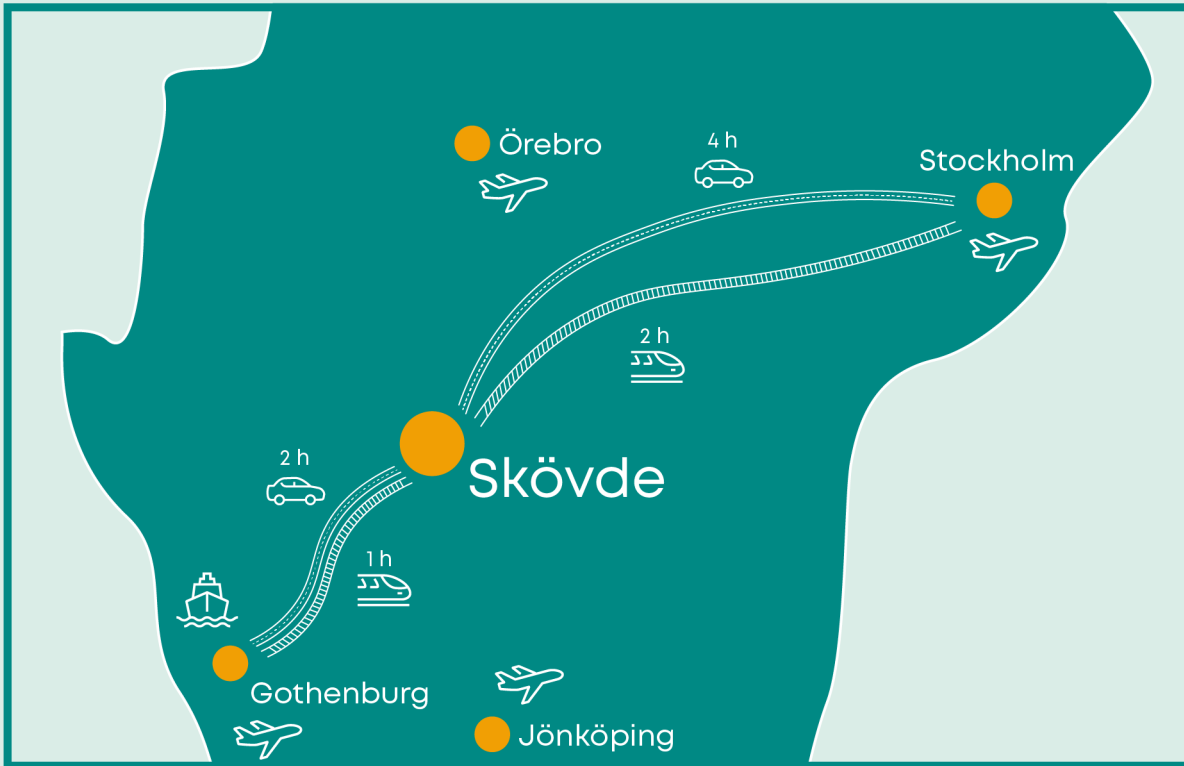 4 h
Örebro
Stockholm
2 h
2 h
Skövde
1 h
Gothenburg
Jönköping